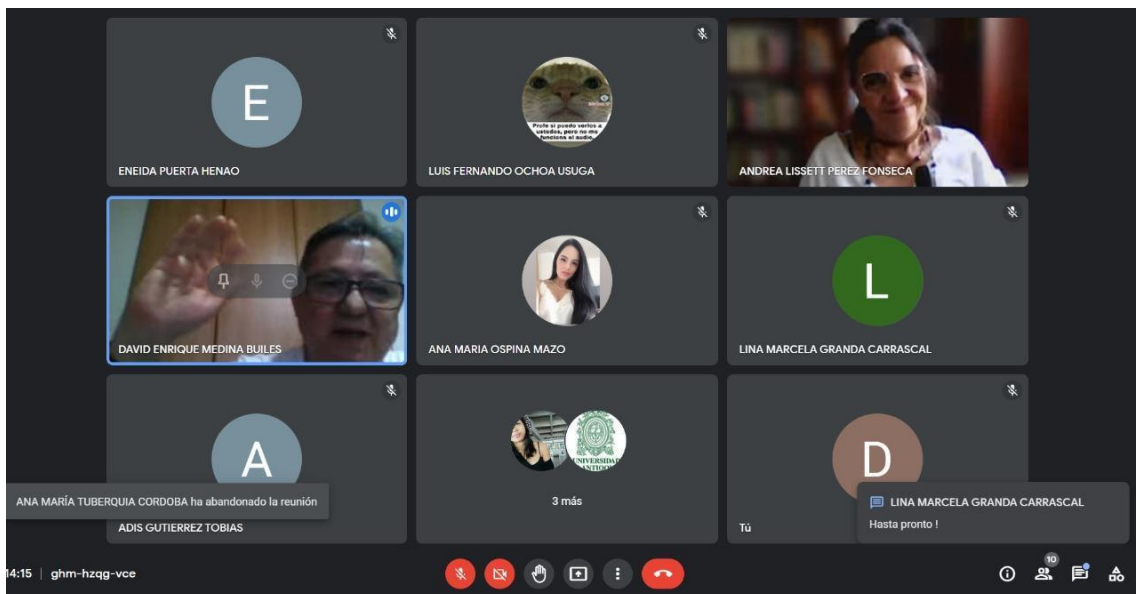 E
ENEIDA PUERTA HENAO
Profe si puedo verlos a
ustedes, pero no me
funciona el audio.
LUIS FERNANDO OCHOA USUGA
ANDREA LISSETT PEREZ FONSECA
DAVID ENRIQUE MEDINA BUILES
ANA MARIA OSPINA MAZO
L
LINA MARCELA GRANDA CARRASCAL
A
ANA MARÍA TUBERQUIA CORDOBA ha abandonado la reunión
ADIS GUTIERREZ TOBIAS
UNIVERSIDAD
3 más
D
Tú
LINA MARCELA GRANDA CARRASCAL
Hasta pronto !
14:15 | ghm-hzqg-vce
10